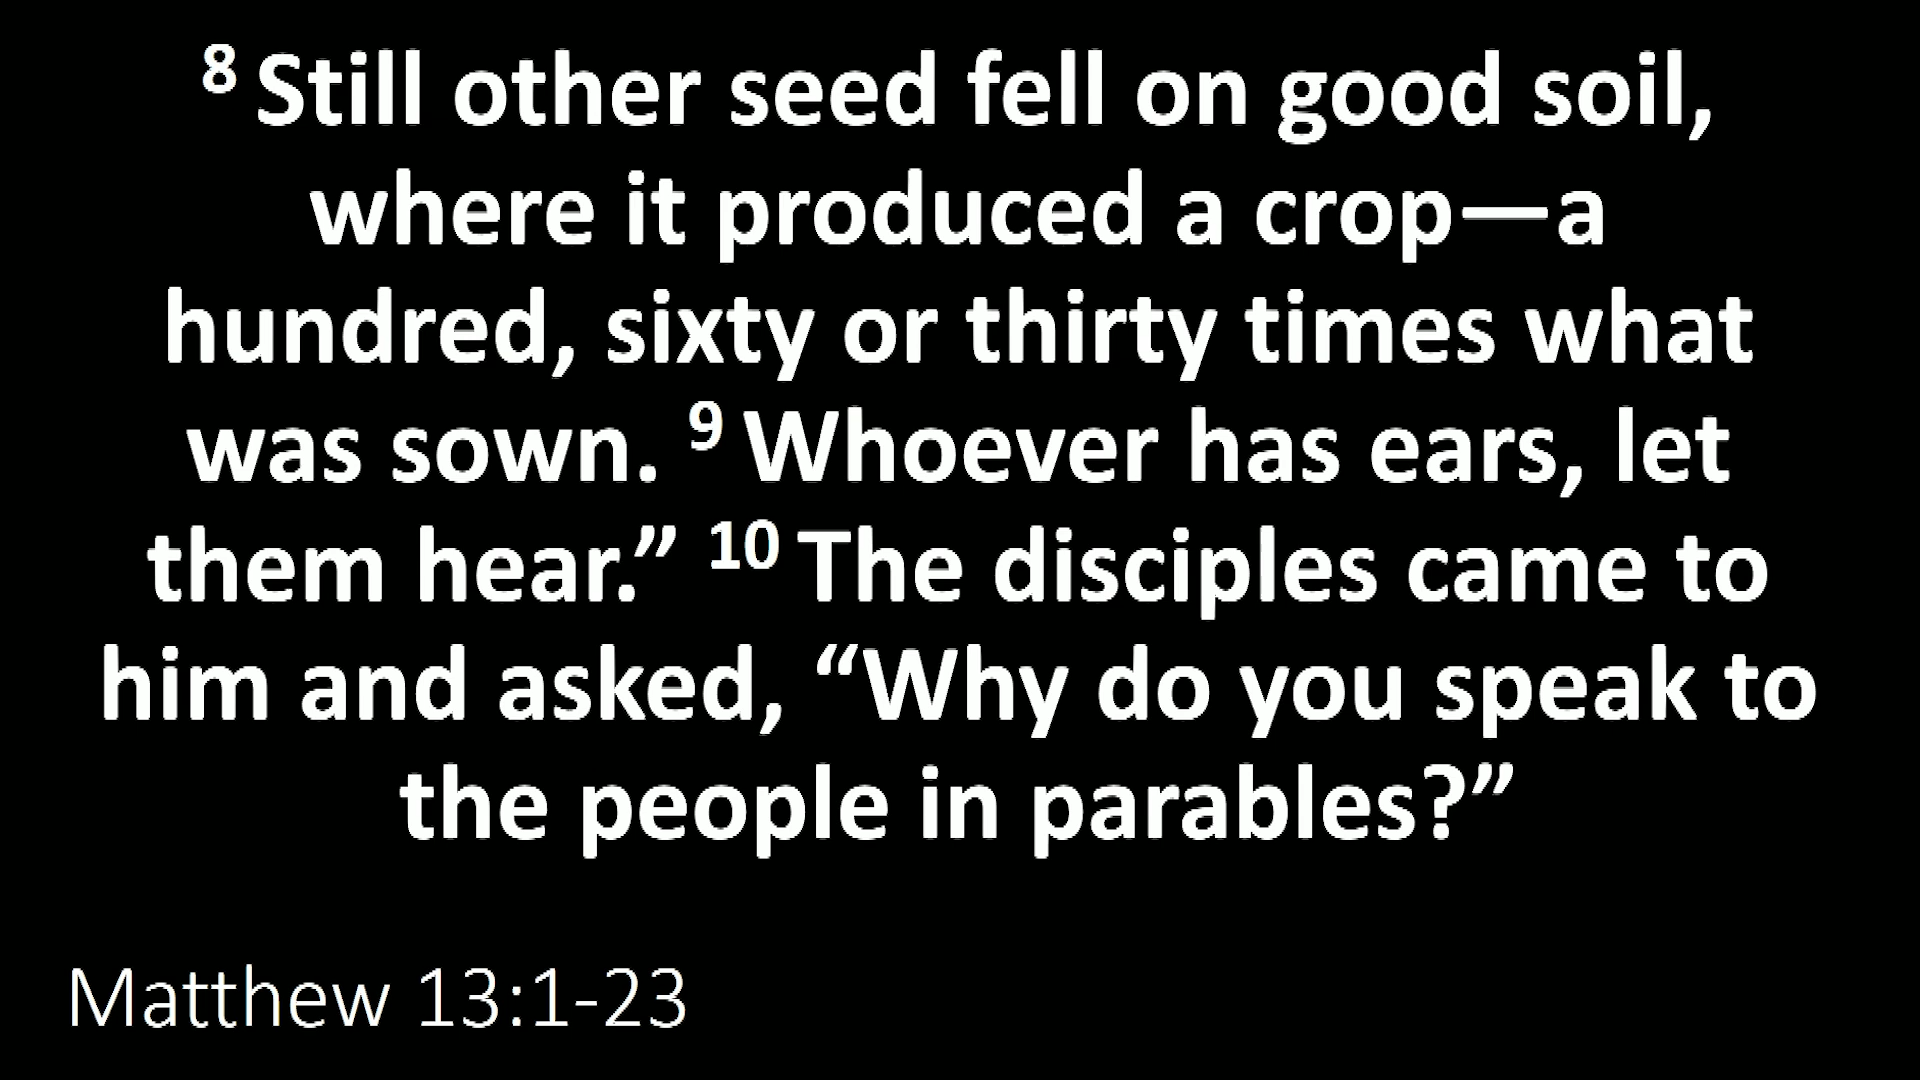 8 Still other seed fell on good soil,
where it produced a crop—a
hundred, sixty or thirty times what
was sown. 9 Whoever has ears, let
them hear.” 10 The disciples came to
him and asked, “Why do you speak to
the people in parables?”
Matthew 13:1-23